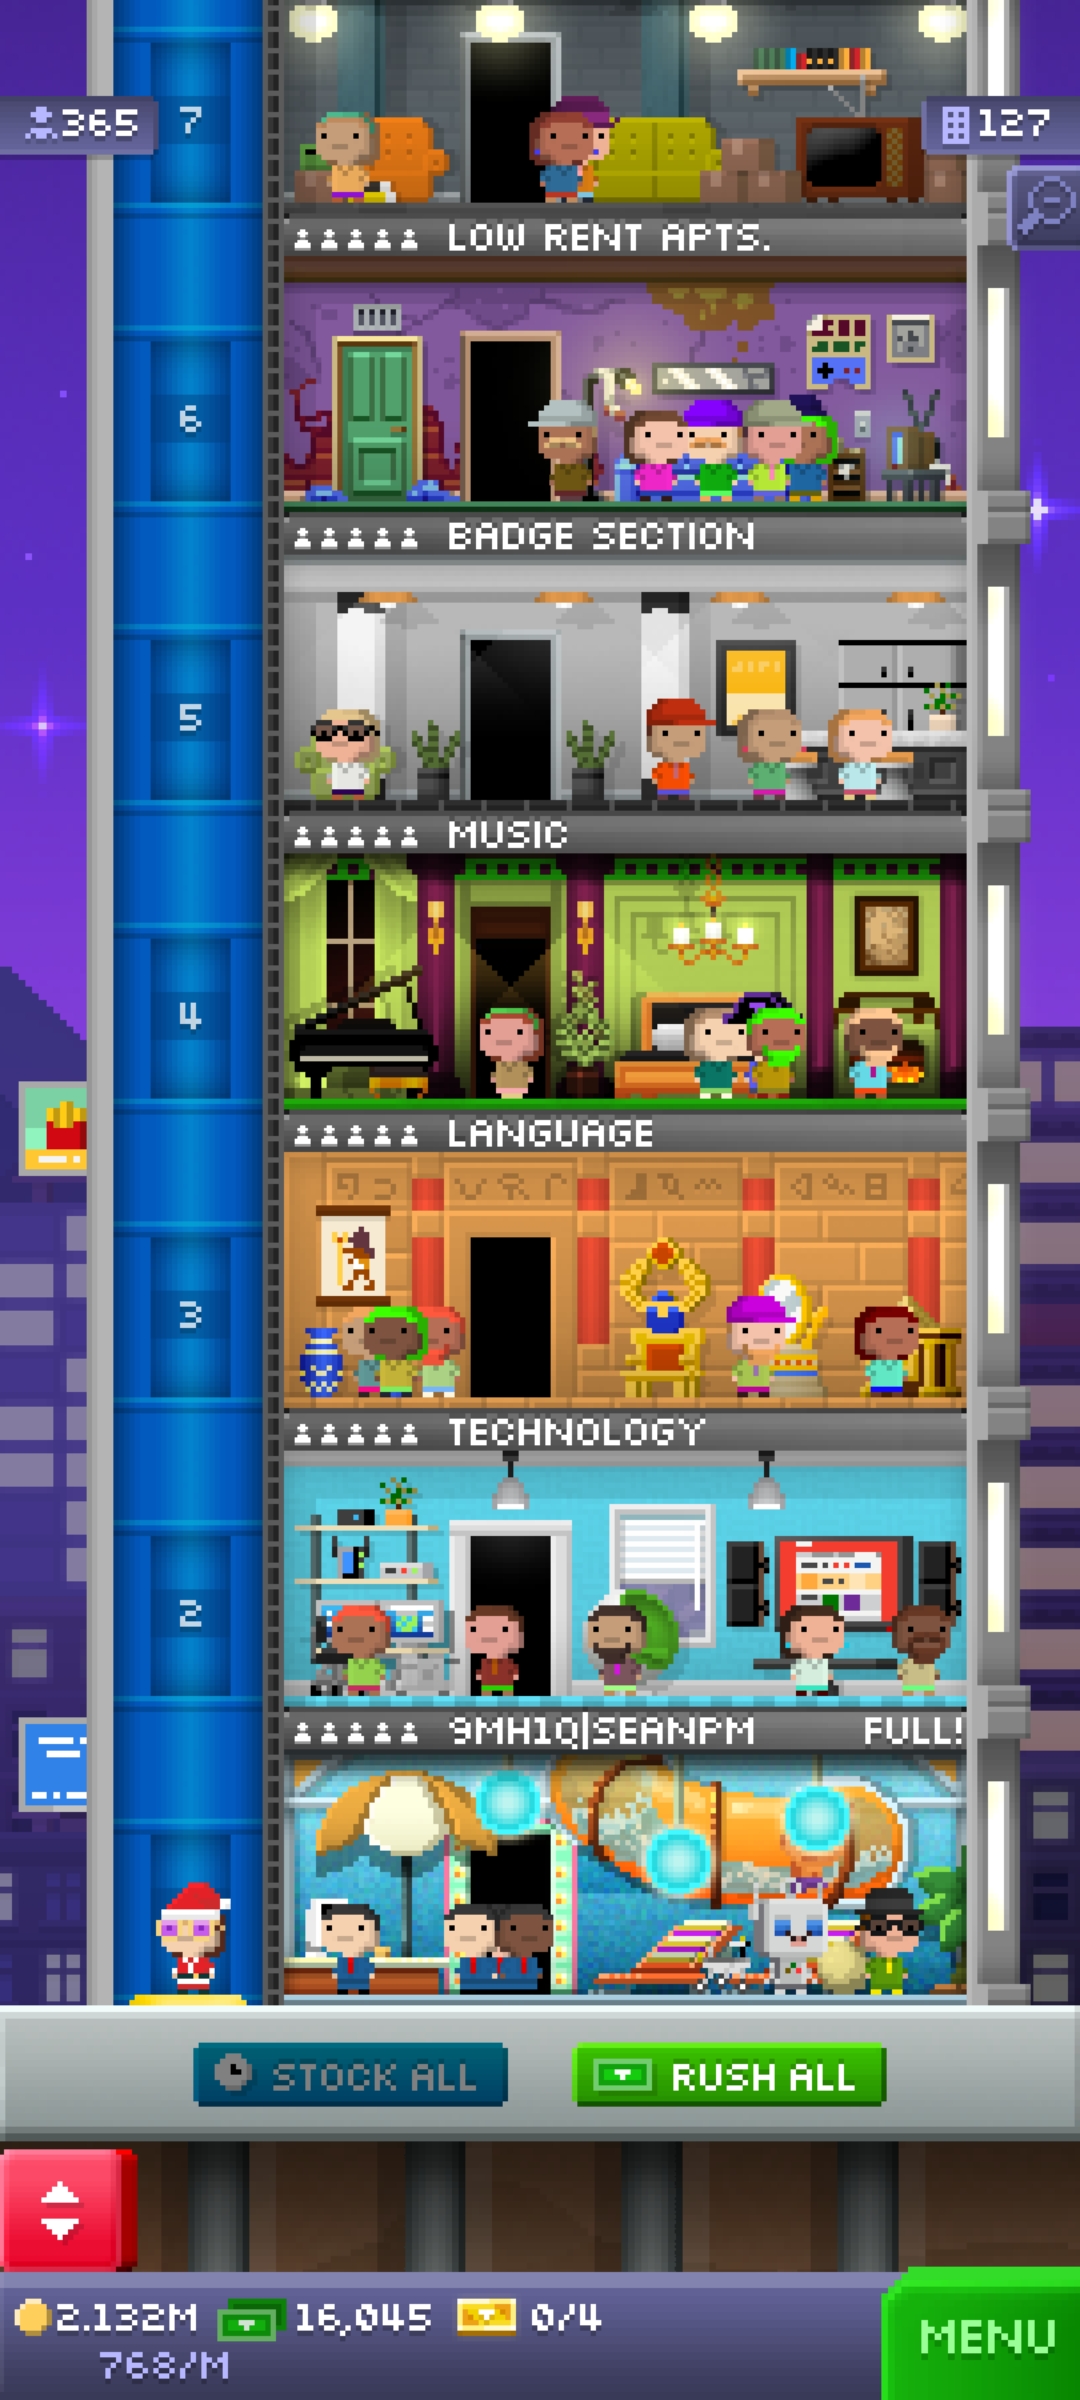 365
7
127
LOW RENT APTS.
6
BADGE SECTION
5
MUSIC
4
LANGUAGE
3
TECHNOLOGY
2
9MH1Q|SEANPM FULL!
STOCK ALL
RUSH ALL
2.132M 16,045 0/4
768/M
MENU